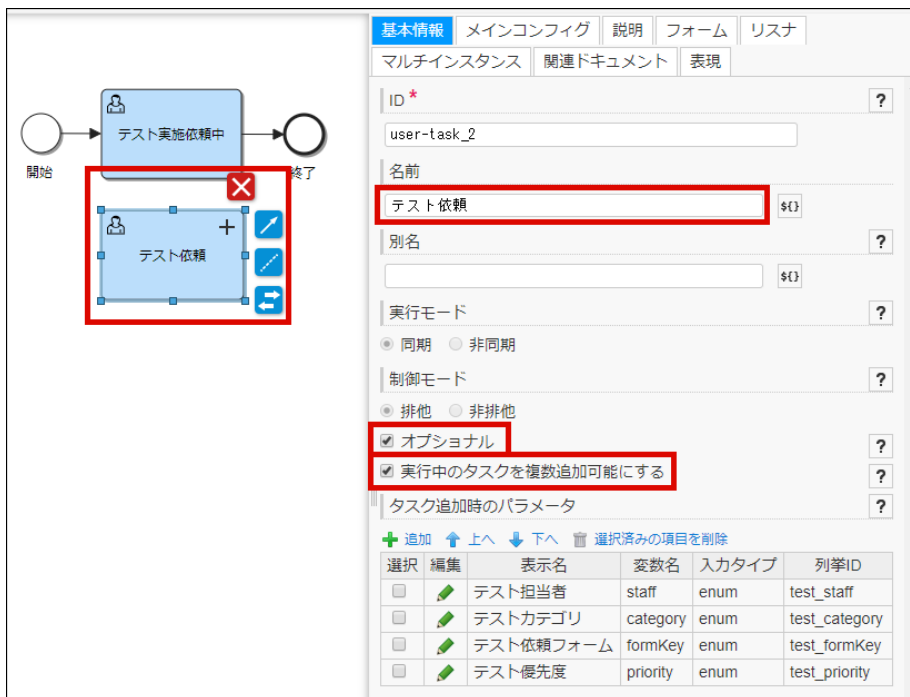 開始
テスト実施依頼中
終了
テスト依頼
基本情報 メインコンフィグ 説明 フォーム リスナ
マルチインスタンス 関連ドキュメント 表現
ID * ?
user-task_2
名前
テスト依頼 ${}
別名 ?
${}
実行モード ?
同期 非同期
制御モード ?
排他 非排他
オプショナル ?
実行中のタスクを複数追加可能にする ?
タスク追加時のパラメータ ?
追加 上へ 下へ 選択済みの項目を削除
選択 編集 表示名 変数名 入力タイプ 列挙ID
テスト担当者 staff enum test_staff
テストカテゴリ category enum test_category
テスト依頼フォーム formKey enum test_formKey
テスト優先度 priority enum test_priority